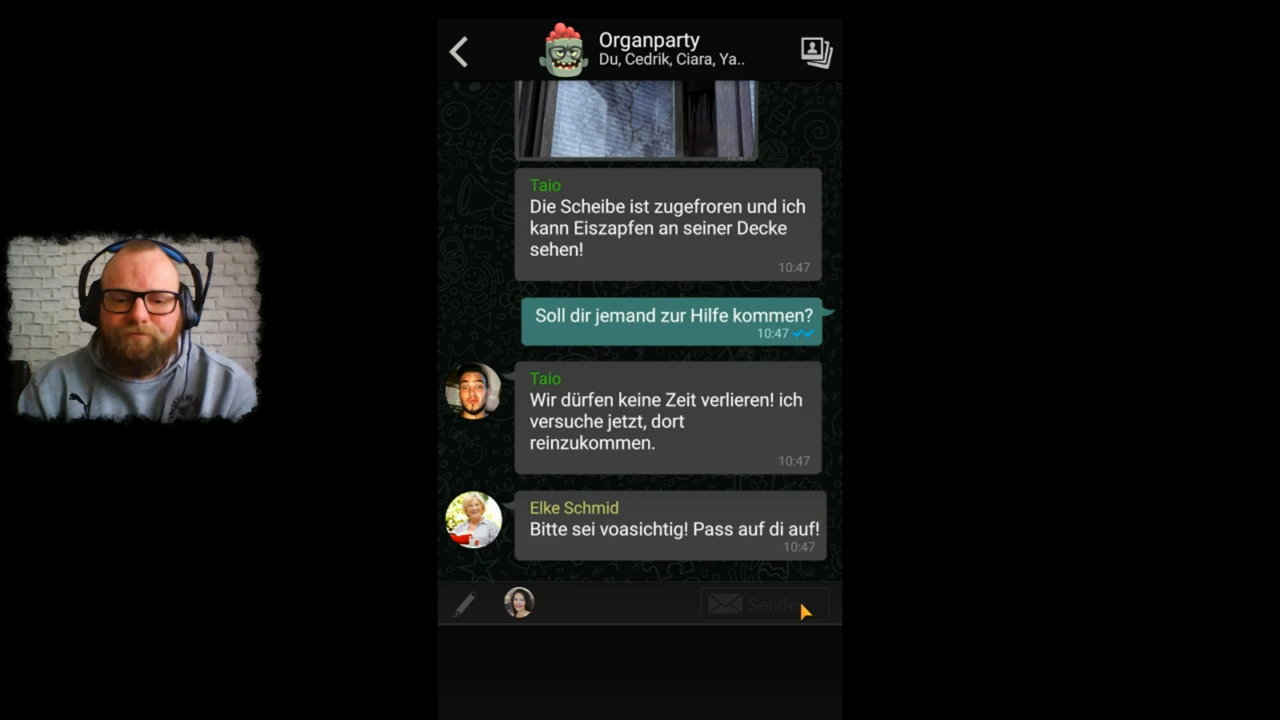 Organparty
Du, Cedrik, Ciara, Ya..
Taio
Die Scheibe ist zugefroren und ich
kann Eiszapfen an seiner Decke
sehen!
10:47
Soll dir jemand zur Hilfe kommen?
10:47
Taio
Wir dürfen keine Zeit verlieren! ich
versuche jetzt, dort
reinzukommen.
10:47
Elke Schmid
Bitte sei voasichtig! Pass auf di auf!
10:47